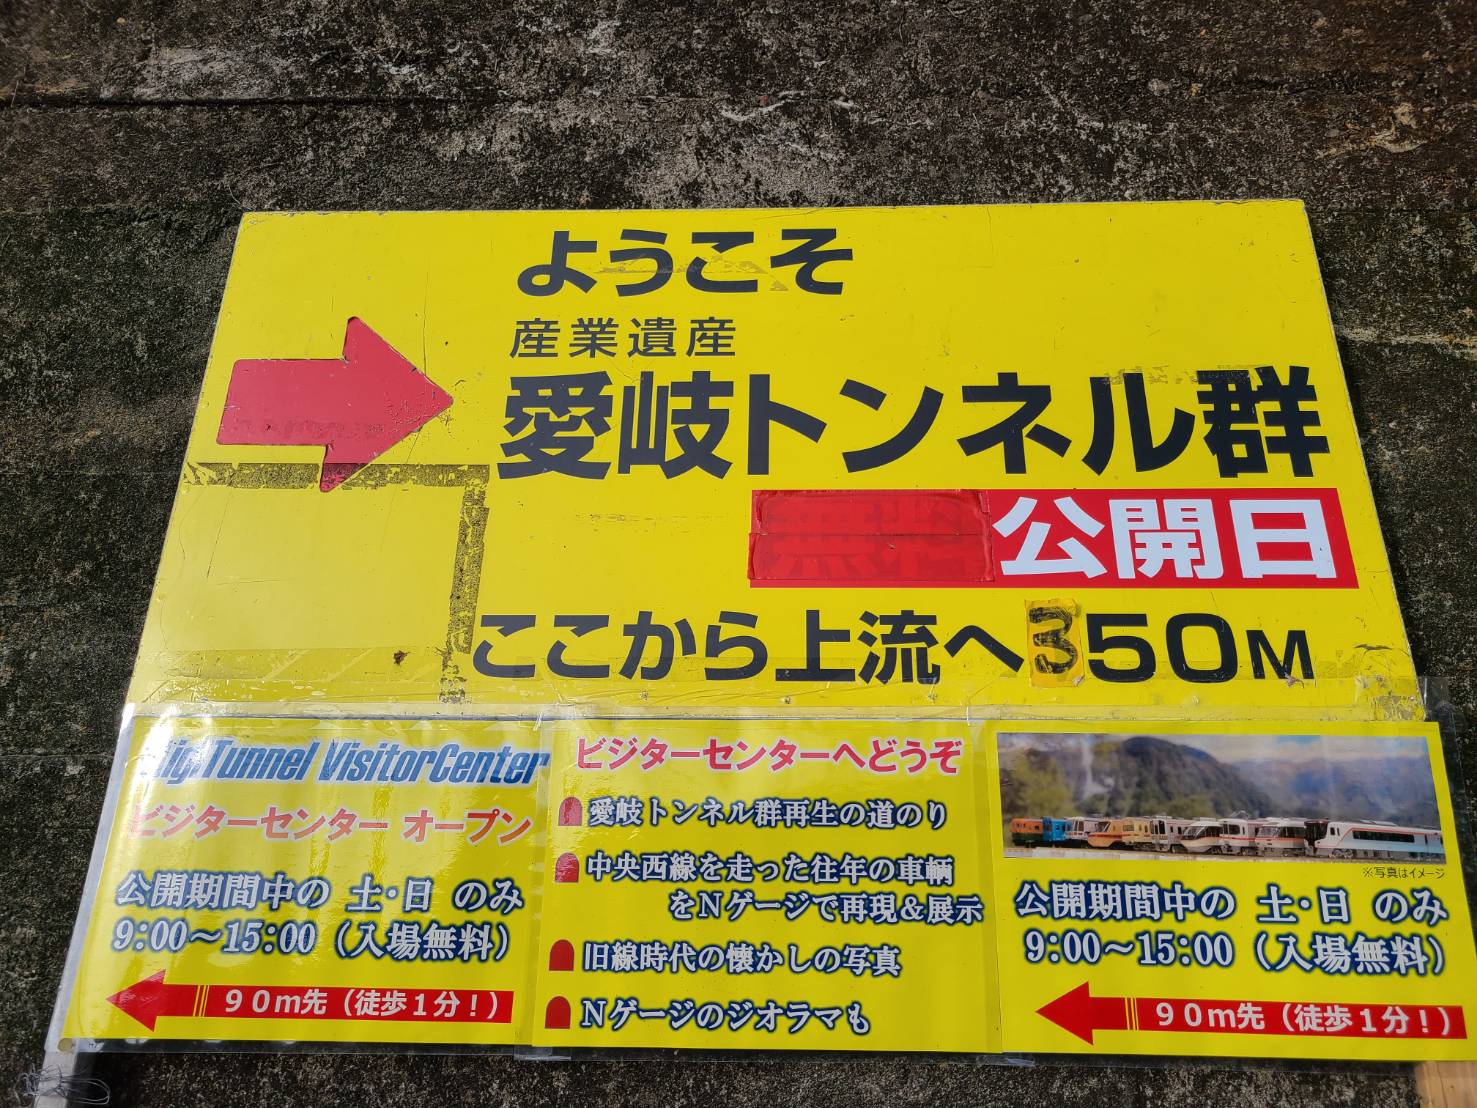 ようこそ
産業遺産
愛岐トンネル群
公開日
ここから上流へ350M
VisitorCenter
ビジターセンター オープン
公開期間中の 土・日 のみ
9:00～15:00(入場無料)
90m先(徒歩1分!)
ビジターセンターへどうぞ
愛岐トンネル群再生の道のり
中央西線を走った往年の車輌
をNゲージで再現&展示
旧線時代の懐かしの写真
Nゲージのジオラマも
※写真はイメージ
公開期間中の 土・日 のみ
9:00～15:00(入場無料)
90m先(徒歩1分!)